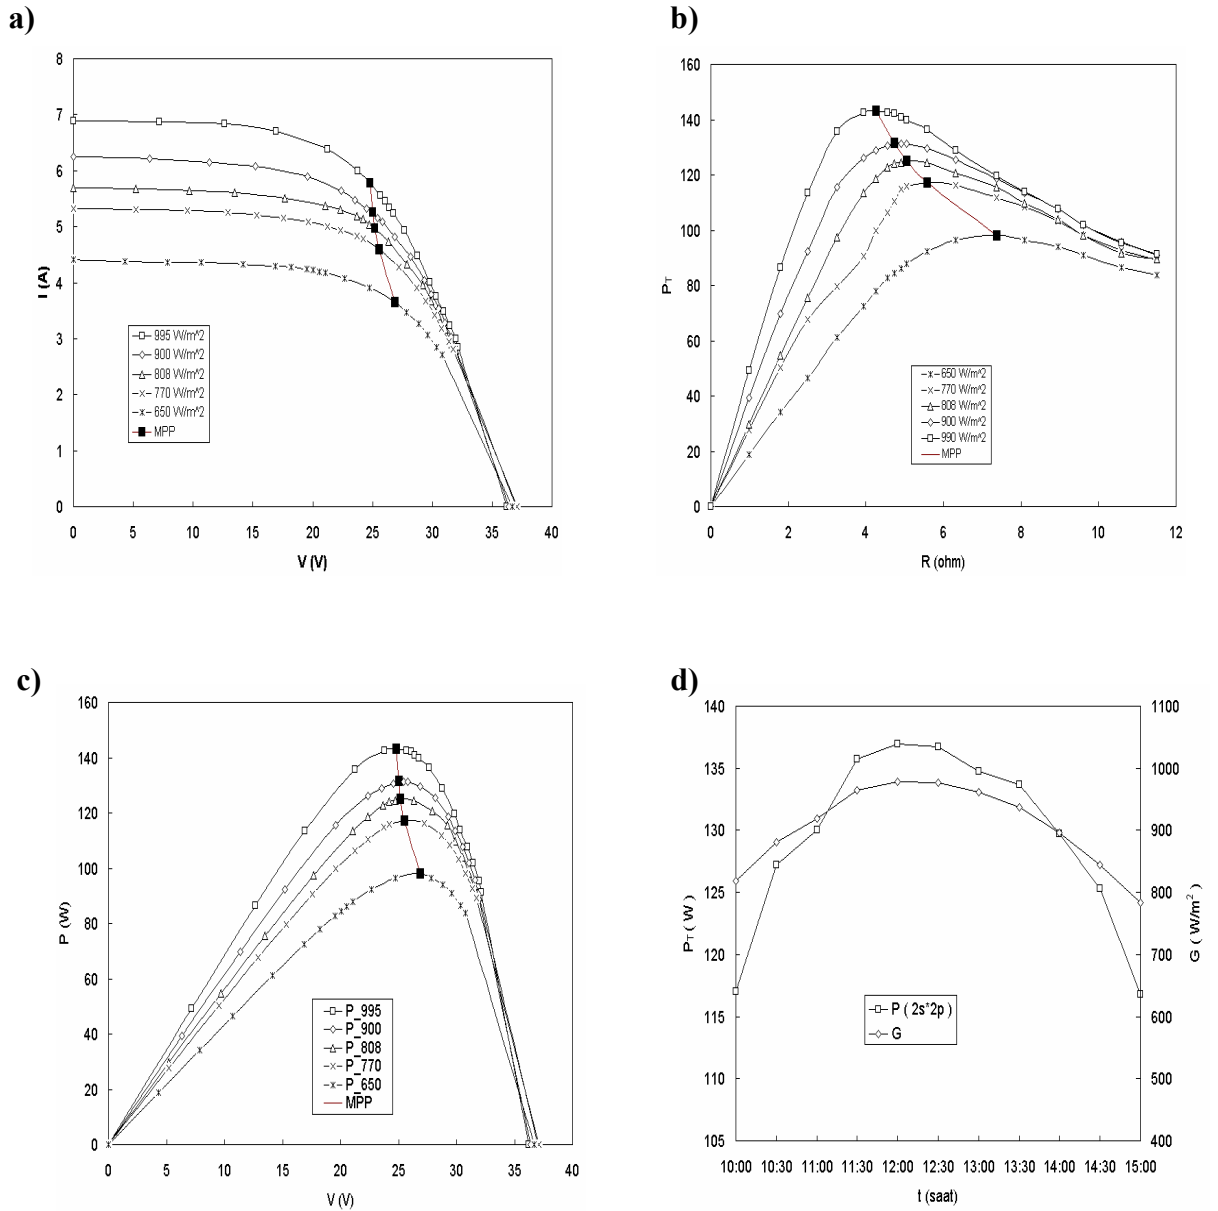 a)
8
7
6
5
4
3
2
1
0
I (A)
0 5 10 15 20 25 30 35 40
V (V)
995 W/m^2
900 W/m^2
808 W/m^2
770 W/m^2
650 W/m^2
MPP
b)
160
140
120
100
80
60
40
20
0
PT
0 2 4 6 8 10 12
R (ohm)
650 W/m^2
770 W/m^2
808 W/m^2
900 W/m^2
990 W/m^2
MPP
c)
160
140
120
100
80
60
40
20
0
P (W)
0 5 10 15 20 25 30 35 40
V (V)
P_995
P_900
P_808
P_770
P_650
MPP
d)
140
135
130
125
120
115
110
105
PT ( W )
1100
1000
900
800
700
600
500
400
G ( W/m²)
10:00 10:30 11:00 11:30 12:00 12:30 13:00 13:30 14:00 14:30 15:00
t (saat)
P ( 2s*2p )
G